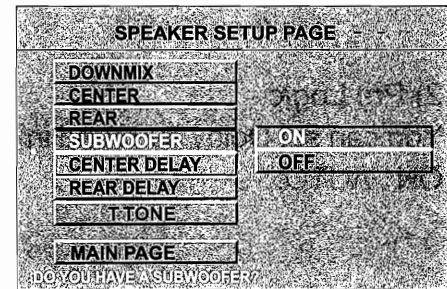 SPEAKER SETUP PAGE
DOWNMIX
CENTER
REAR
SUBWOOFER
ON
CENTER DELAY
OFF
REAR DELAY
T.TONE
MAIN PAGE
DO YOU HAVE A SUBWOOFER?